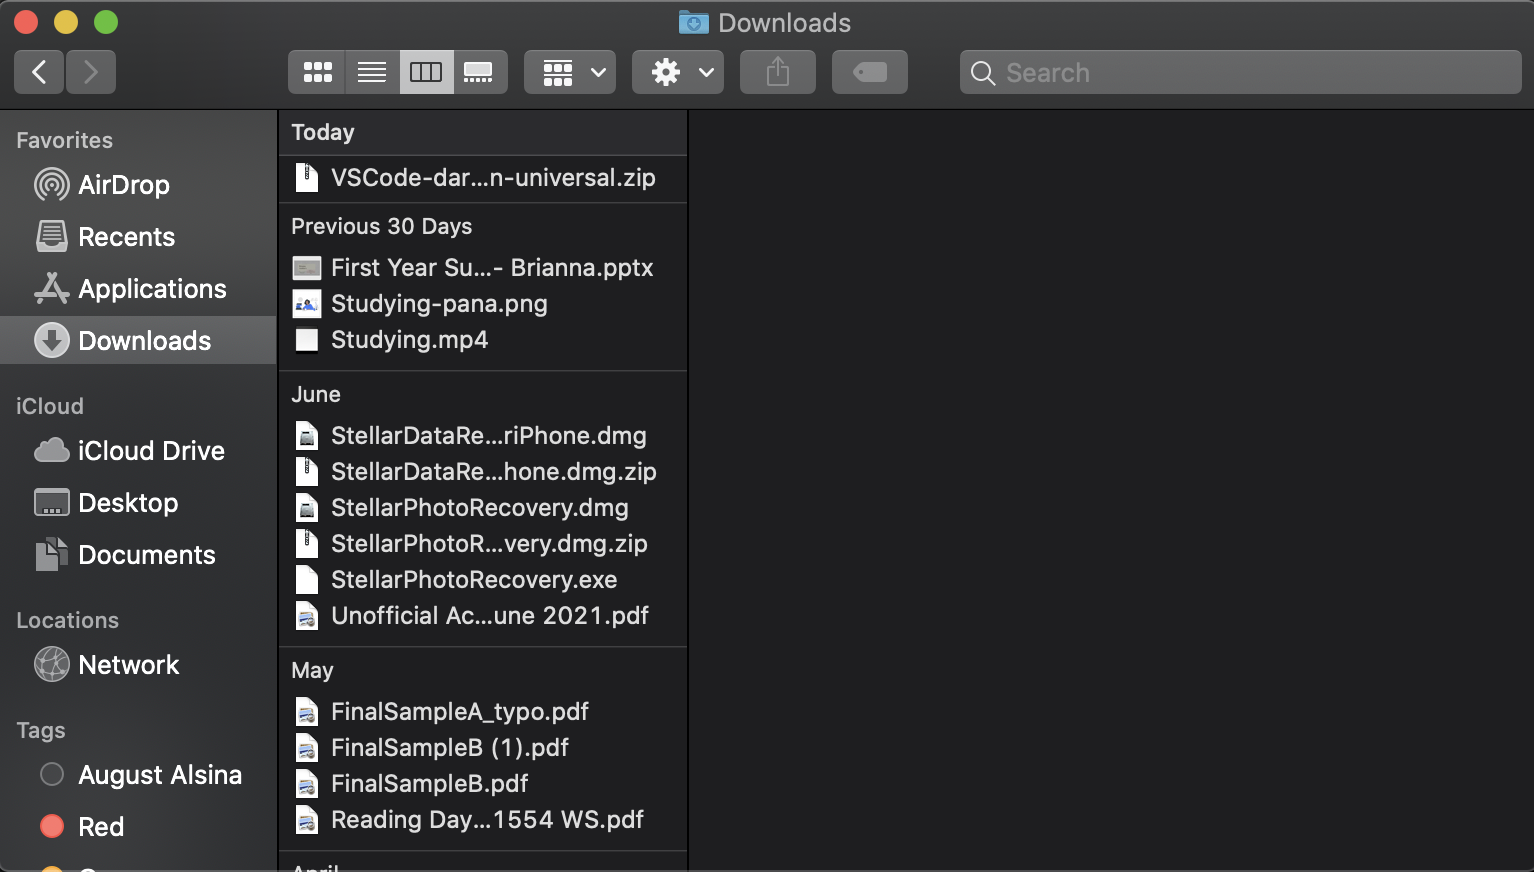 Downloads
Search
Favorites
AirDrop
Recents
Applications
Downloads
iCloud
iCloud Drive
Desktop
Documents
Locations
Network
Tags
August Alsina
Red
Today
VSCode-dar...n-universal.zip
Previous 30 Days
First Year Su...- Brianna.pptx
Studying-pana.png
Studying.mp4
June
StellarDataRe...riPhone.dmg
StellarDataRe...hone.dmg.zip
StellarPhotoRecovery.dmg
StellarPhotoR...very.dmg.zip
StellarPhotoRecovery.exe
Unofficial Ac...une 2021.pdf
May
FinalSampleA_typo.pdf
FinalSampleB (1).pdf
FinalSampleB.pdf
Reading Day...1554 WS.pdf
April